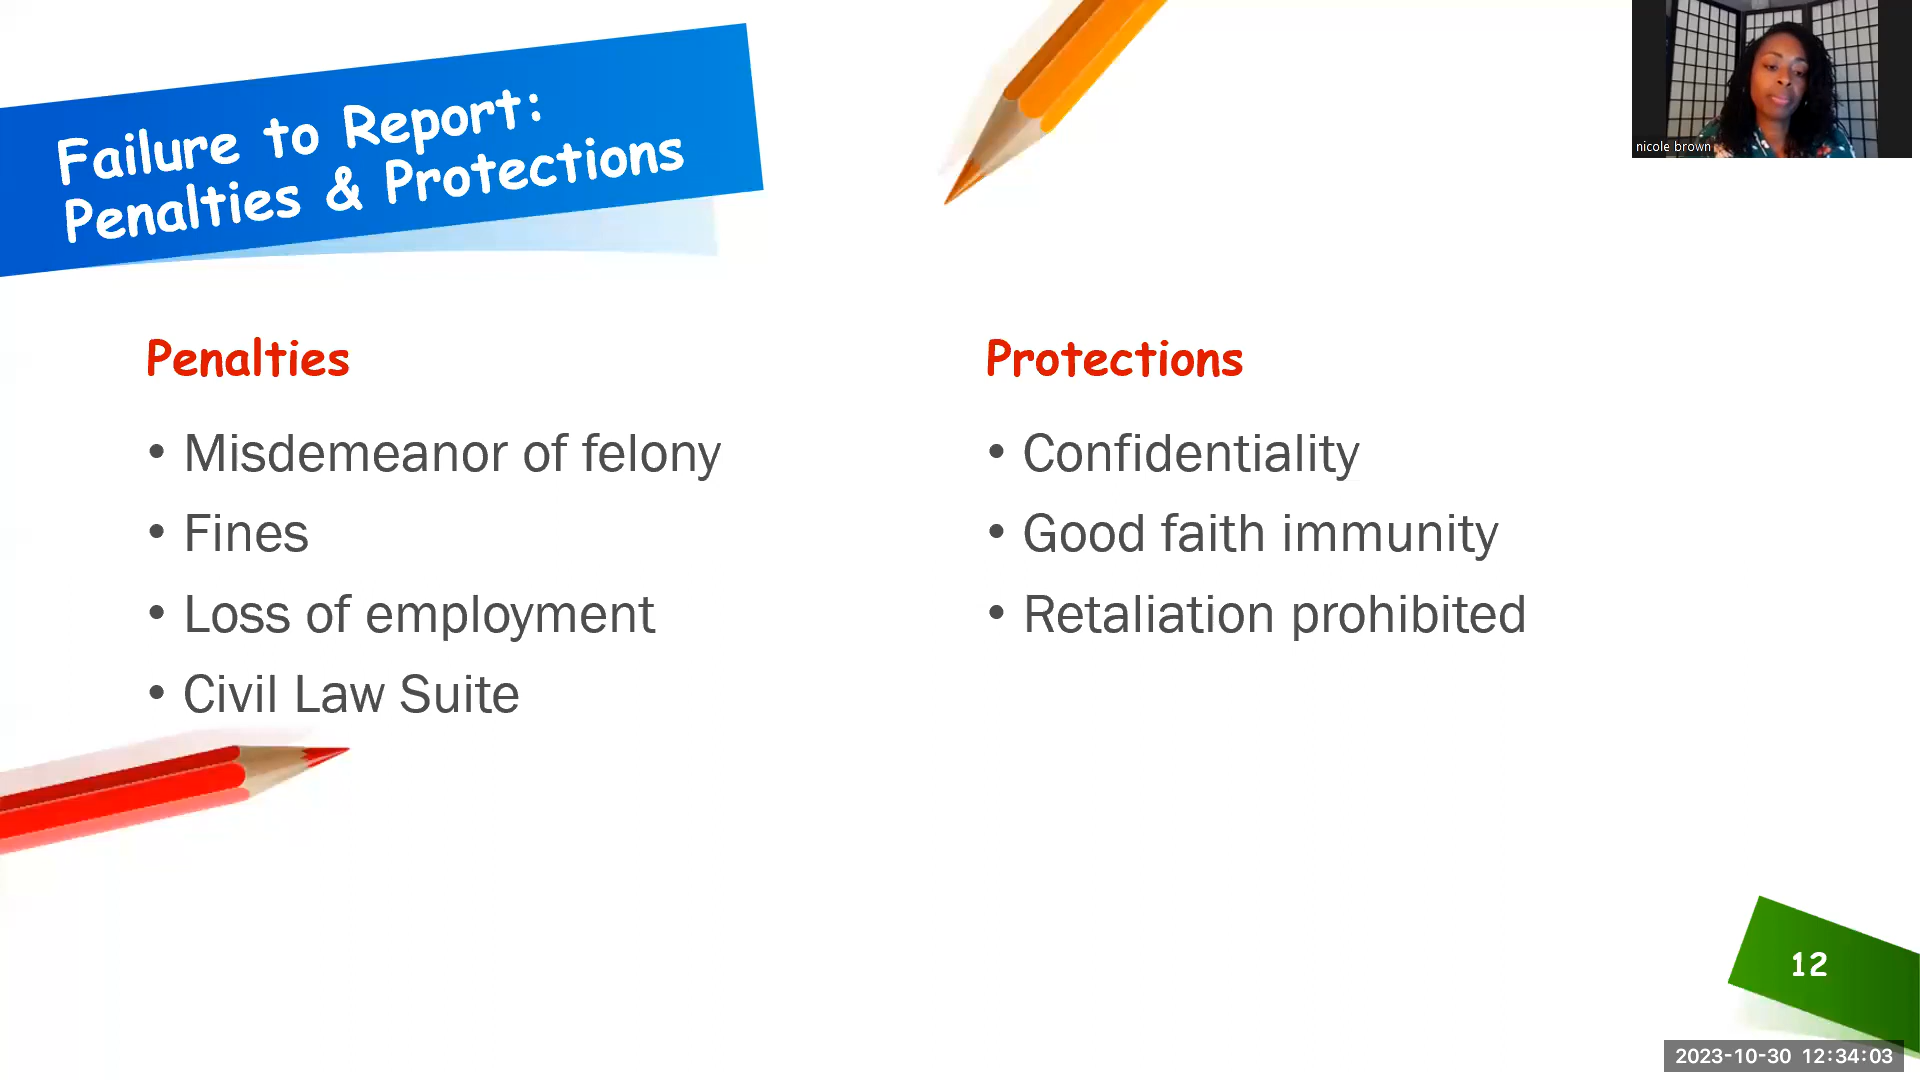 Failure to Report:
Penalties & Protections
nicole brown
Penalties
• Misdemeanor of felony
• Fines
• Loss of employment
• Civil Law Suite
Protections
• Confidentiality
• Good faith immunity
• Retaliation prohibited
12
2023-10-30 12:34:03